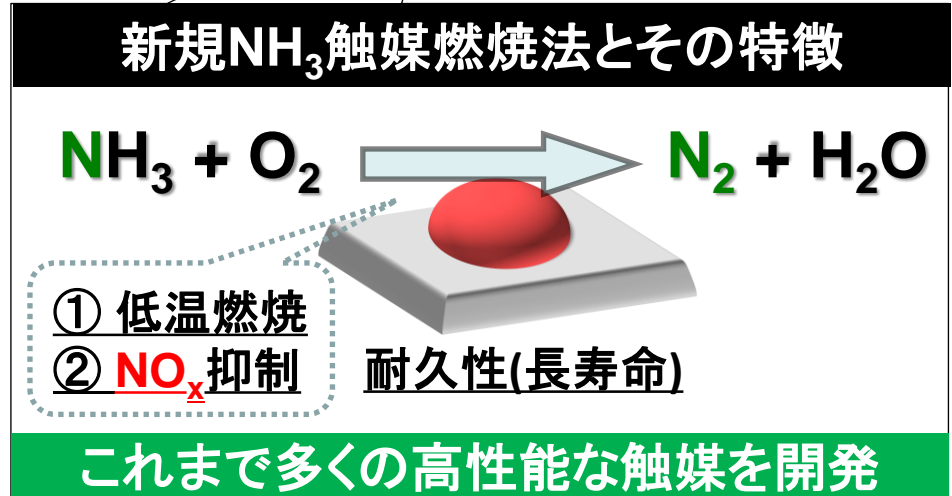 新規NH₃触媒燃焼法とその特徴
NH₃ + O₂ N₂ + H₂O
① 低温燃焼
② NOₓ抑制
耐久性(長寿命)
これまで多くの高性能な触媒を開発